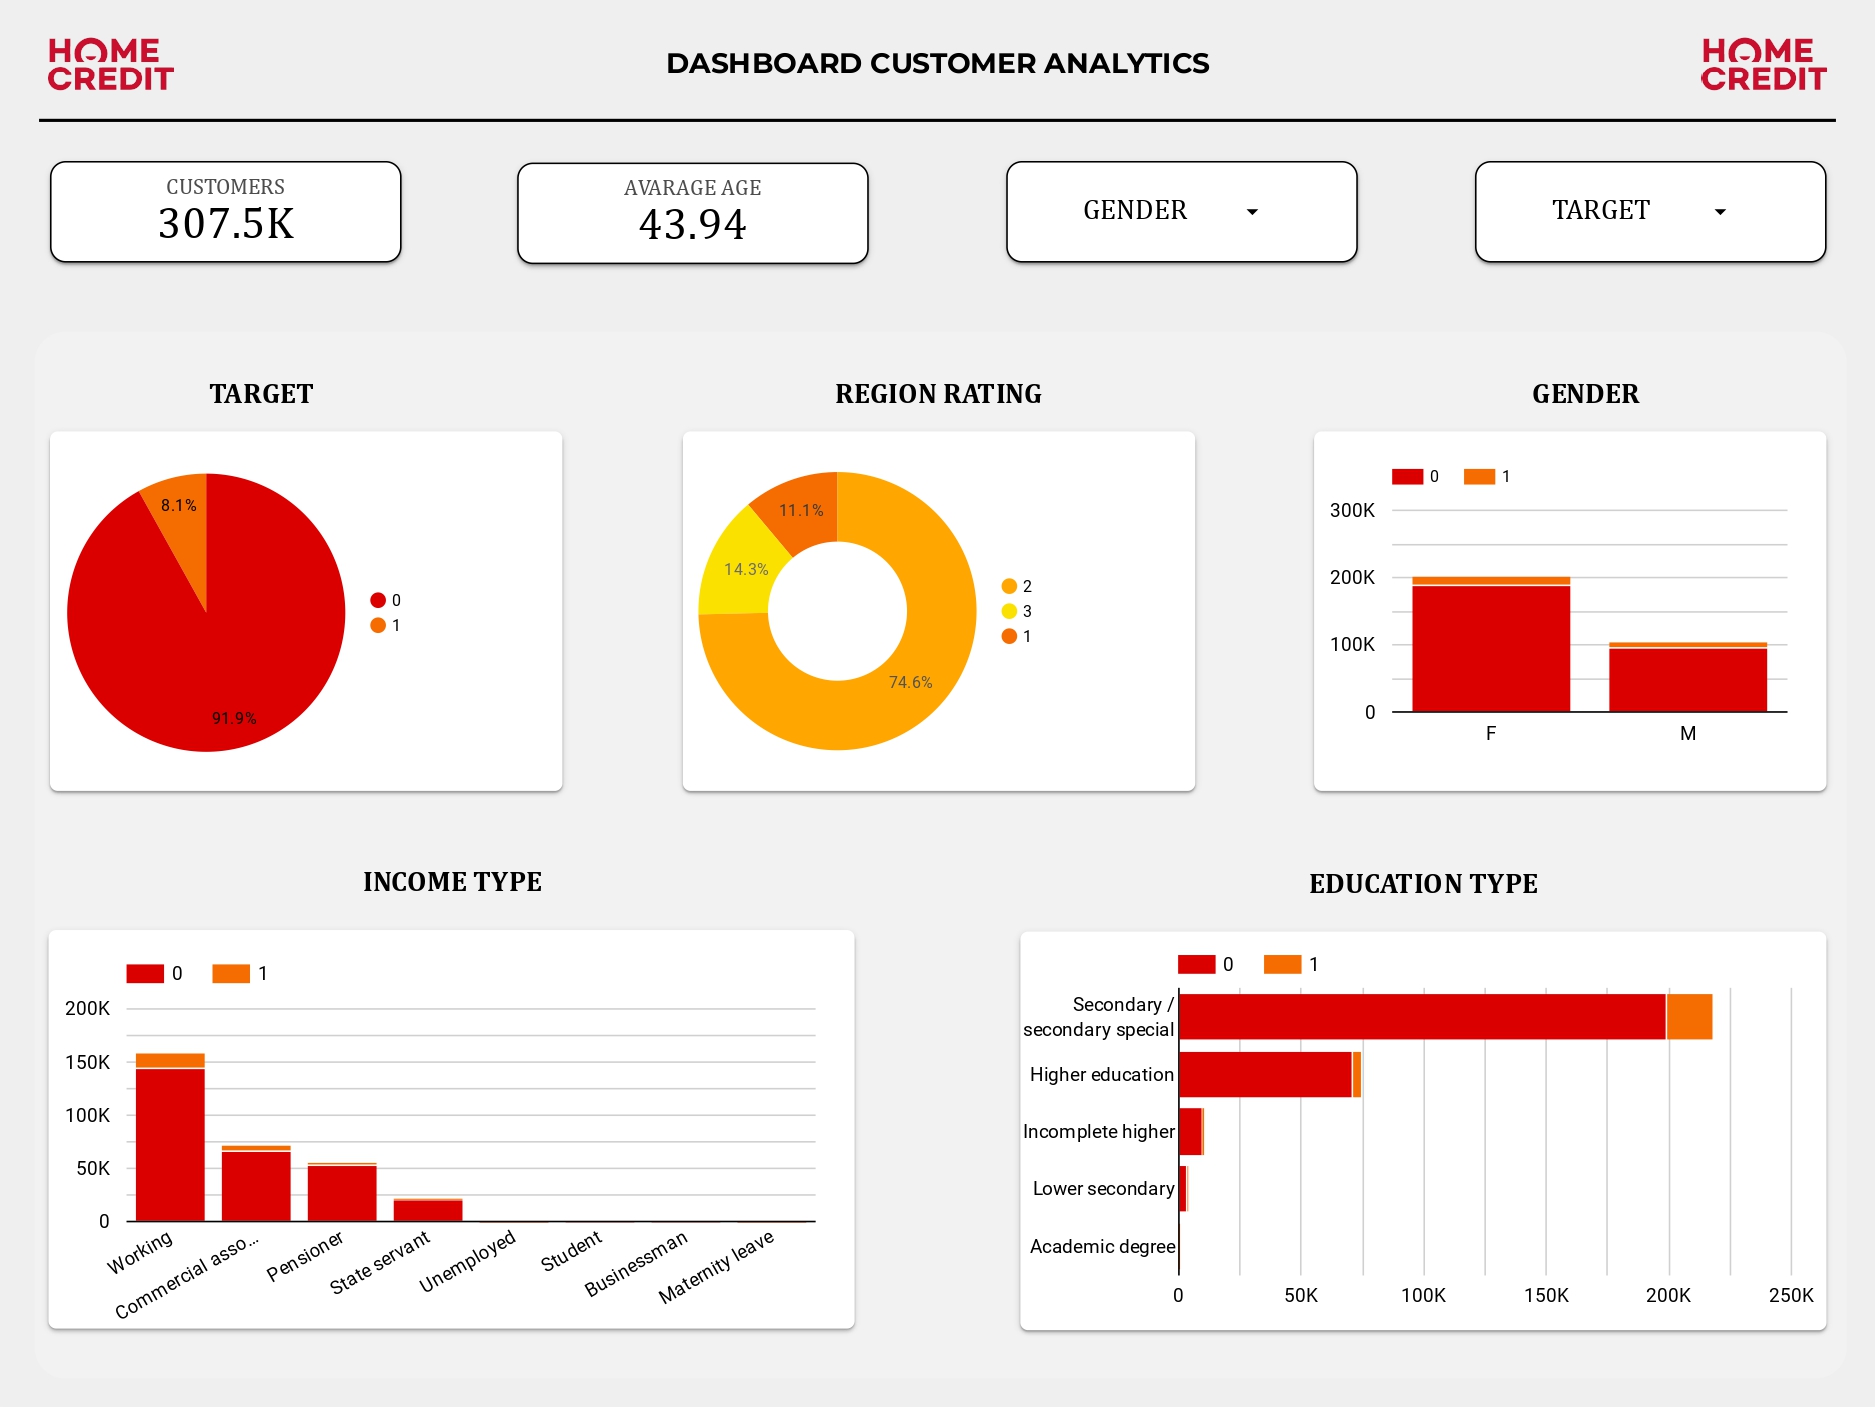 HOME
CREDIT
DASHBOARD CUSTOMER ANALYTICS
HOME
CREDIT
CUSTOMERS
307.5K
AVARAGE AGE
43.94
GENDER
TARGET
TARGET
8.1%
91.9%
0
1
REGION RATING
11.1%
14.3%
74.6%
2
3
1
GENDER
0 1
300K
200K
100K
0
F M
INCOME TYPE
0 1
200K
150K
100K
50K
0
Working
Commercial asso...
Pensioner
State servant
Unemployed
Student
Businessman
Maternity leave
EDUCATION TYPE
0 1
Secondary /
secondary special
Higher education
Incomplete higher
Lower secondary
Academic degree
0 50K 100K 150K 200K 250K